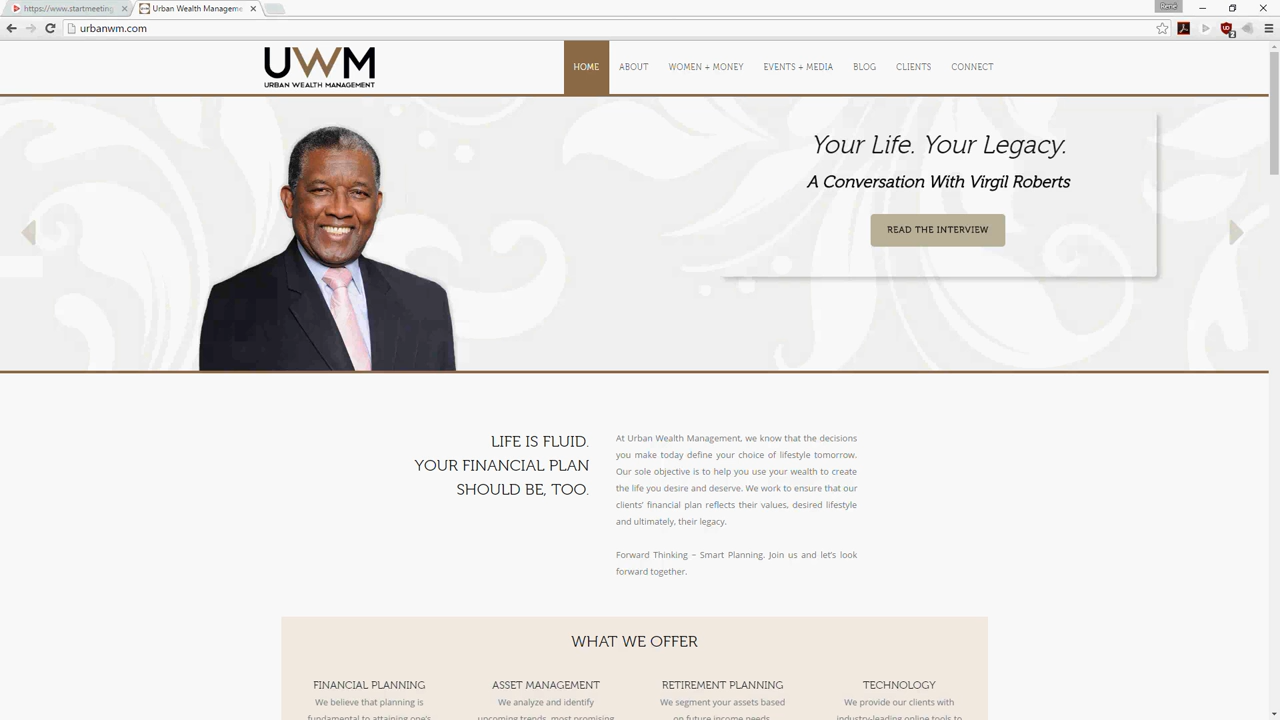 https://www.startmeeting
Urban Wealth Manageme
René
urbanwm.com
2
UWM
URBAN WEALTH MANAGEMENT
HOME ABOUT WOMEN + MONEY EVENTS + MEDIA BLOG CLIENTS CONNECT
Your Life. Your Legacy.
A Conversation With Virgil Roberts
READ THE INTERVIEW
LIFE IS FLUID.
YOUR FINANCIAL PLAN
SHOULD BE, TOO.
At Urban Wealth Management, we know that the decisions
you make today define your choice of lifestyle tomorrow.
Our sole objective is to help you use your wealth to create
the life you desire and deserve. We work to ensure that our
clients’ financial plan reflects their values, desired lifestyle
and ultimately, their legacy.
Forward Thinking ~ Smart Planning. Join us and let’s look
forward together.
WHAT WE OFFER
FINANCIAL PLANNING
We believe that planning is
fundamental to attaining one’s
ASSET MANAGEMENT
We analyze and identify
upcoming trends, most promising
RETIREMENT PLANNING
We segment your assets based
on future income needs
TECHNOLOGY
We provide our clients with
industry-leading online tools to